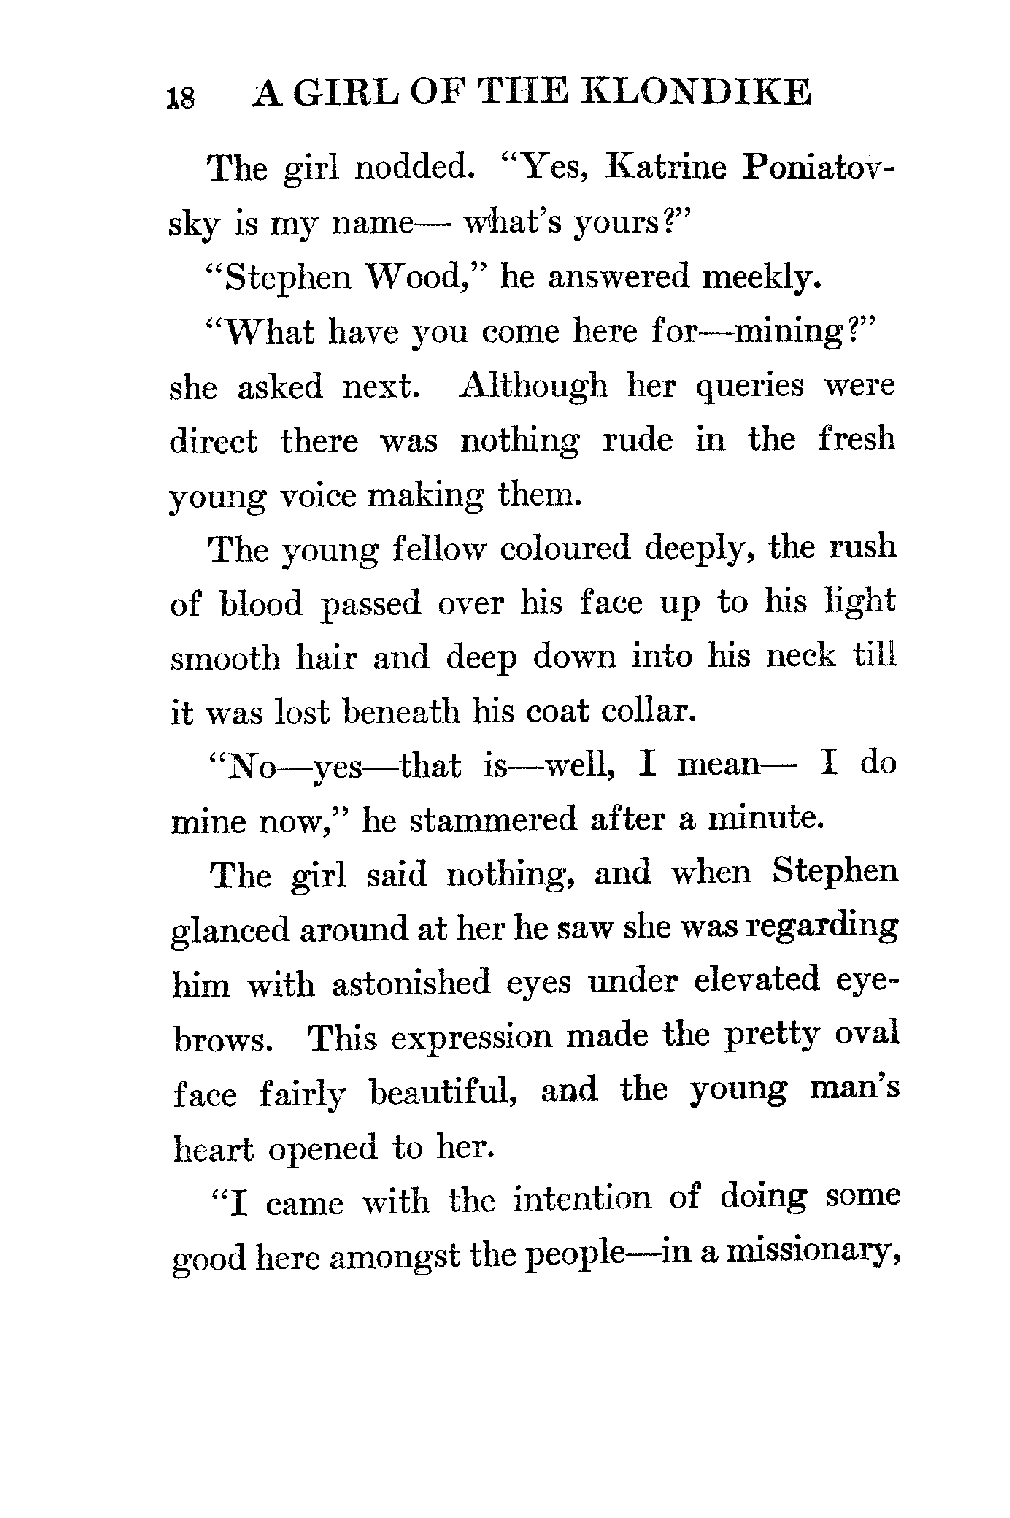 18 A GIRL OF THE KLONDIKE
The girl nodded. “Yes, Katrine Poniatov-
sky is my name— what’s yours?”
“Stephen Wood,” he answered meekly.
“What have you come here for—mining?”
she asked next. Although her queries were
direct there was nothing rude in the fresh
young voice making them.
The young fellow coloured deeply, the rush
of blood passed over his face up to his light
smooth hair and deep down into his neck till
it was lost beneath his coat collar.
“No—yes—that is—well, I mean— I do
mine now,” he stammered after a minute.
The girl said nothing, and when Stephen
glanced around at her he saw she was regarding
him with astonished eyes under elevated eye-
brows. This expression made the pretty oval
face fairly beautiful, and the young man’s
heart opened to her.
“I came with the intention of doing some
good here amongst the people—in a missionary,